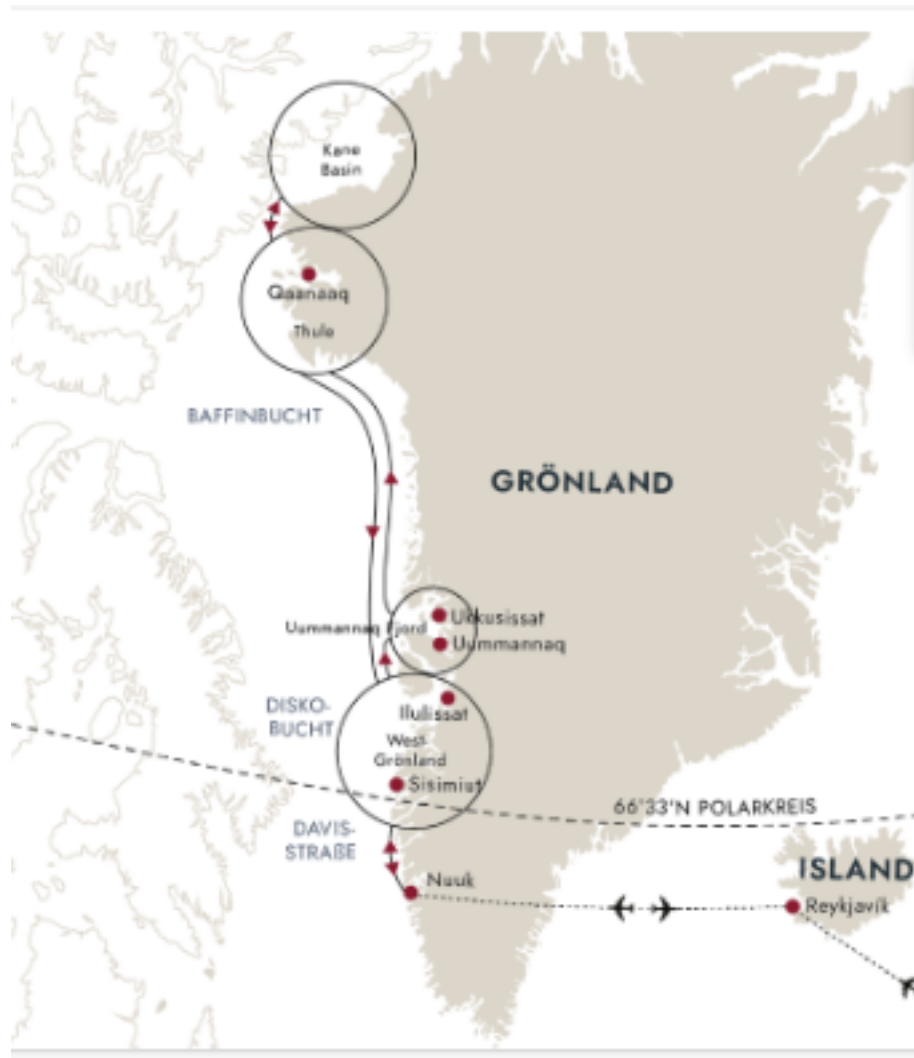 Kane
Basin
Qaanaaq
Thule
BAFFINBUCHT
GRÖNLAND
Ukkusissat
Uummannaq Fjord
Uummannaq
DISKO-
BUCHT
Ilulissat
West-
Grönland
Sisimiut
66°33'N POLARKREIS
DAVIS-
STRAßE
ISLAND
Nuuk
Reykjavík